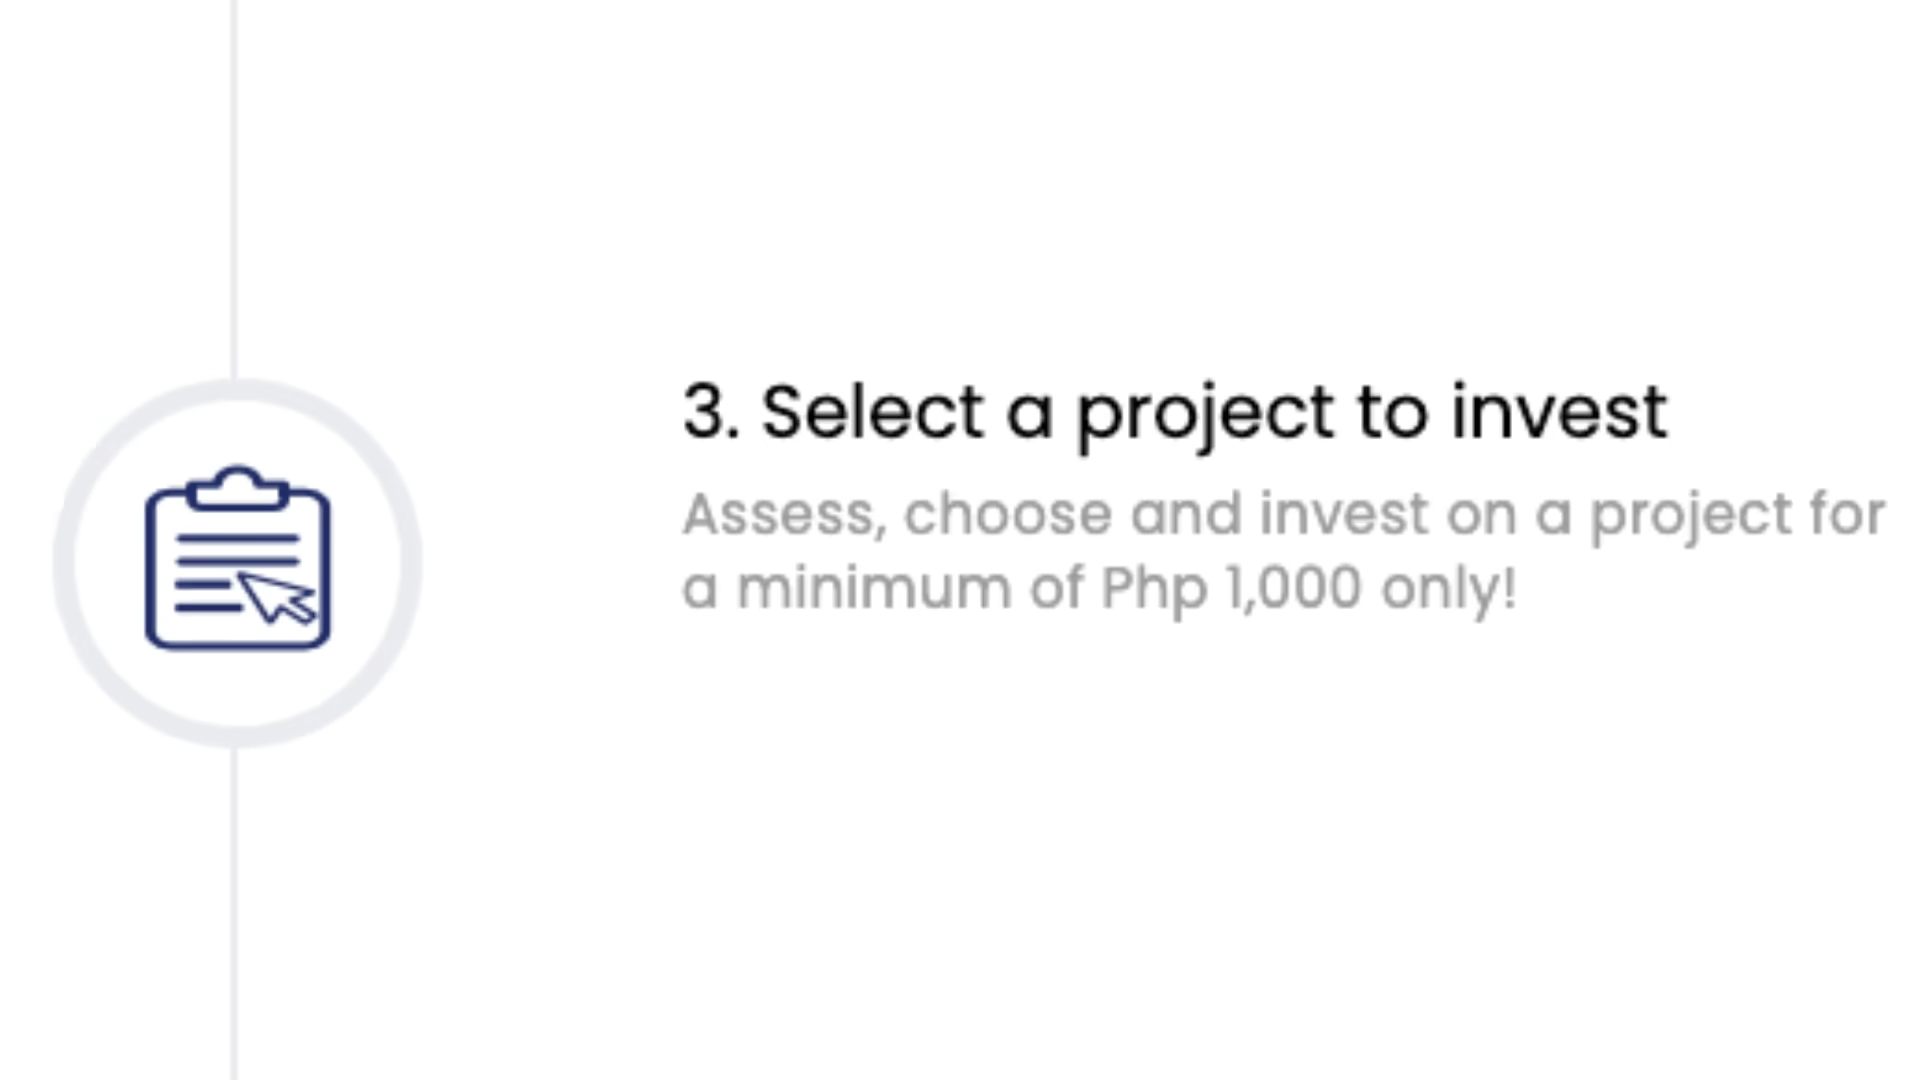 3. Select a project to invest
Assess, choose and invest on a project for
a minimum of Php 1,000 only!